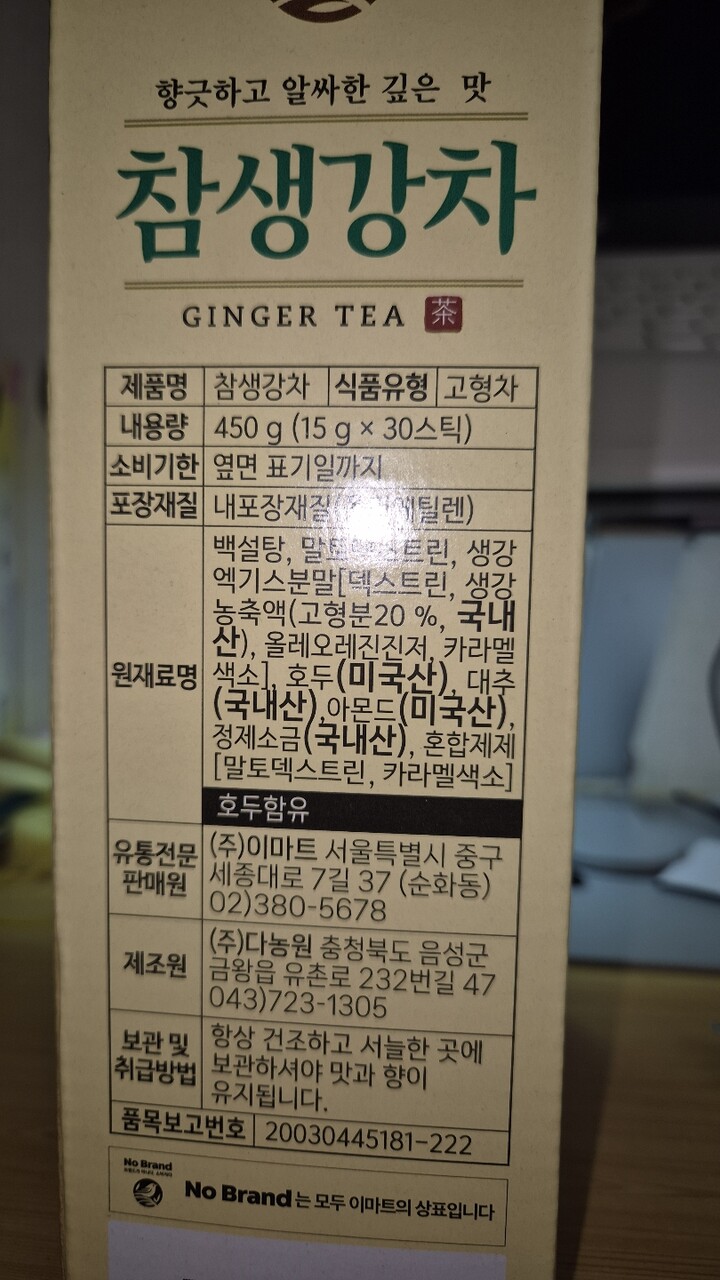 향긋하고 알싸한 깊은 맛
참생강차
GINGER TEA 茶
제품명 참생강차 식품유형 고형차
내용량 450 g (15 g × 30스틱)
소비기한 옆면 표기일까지
포장재질 내포장재질(틸렌)
원재료명
백설탕, 말토덱스트린, 생강
엑기스분말[덱스트린, 생강
농축액(고형분20 %, 국내
산), 올레오레진진저, 카라멜
색소], 호두(미국산), 대추
(국내산),아몬드(미국산),
정제소금(국내산), 혼합제제
[말토덱스트린, 카라멜색소]
호두함유
유통전문
판매원
(주)이마트 서울특별시 중구
세종대로 7길 37 (순화동)
02)380-5678
제조원
(주)다농원 충청북도 음성군
금왕읍 유촌로 232번길 47
043)723-1305
보관 및
취급방법
항상 건조하고 서늘한 곳에
보관하셔야 맛과 향이
유지됩니다.
품목보고번호 20030445181-222
No Brand
No Brand는 모두 이마트의 상표입니다